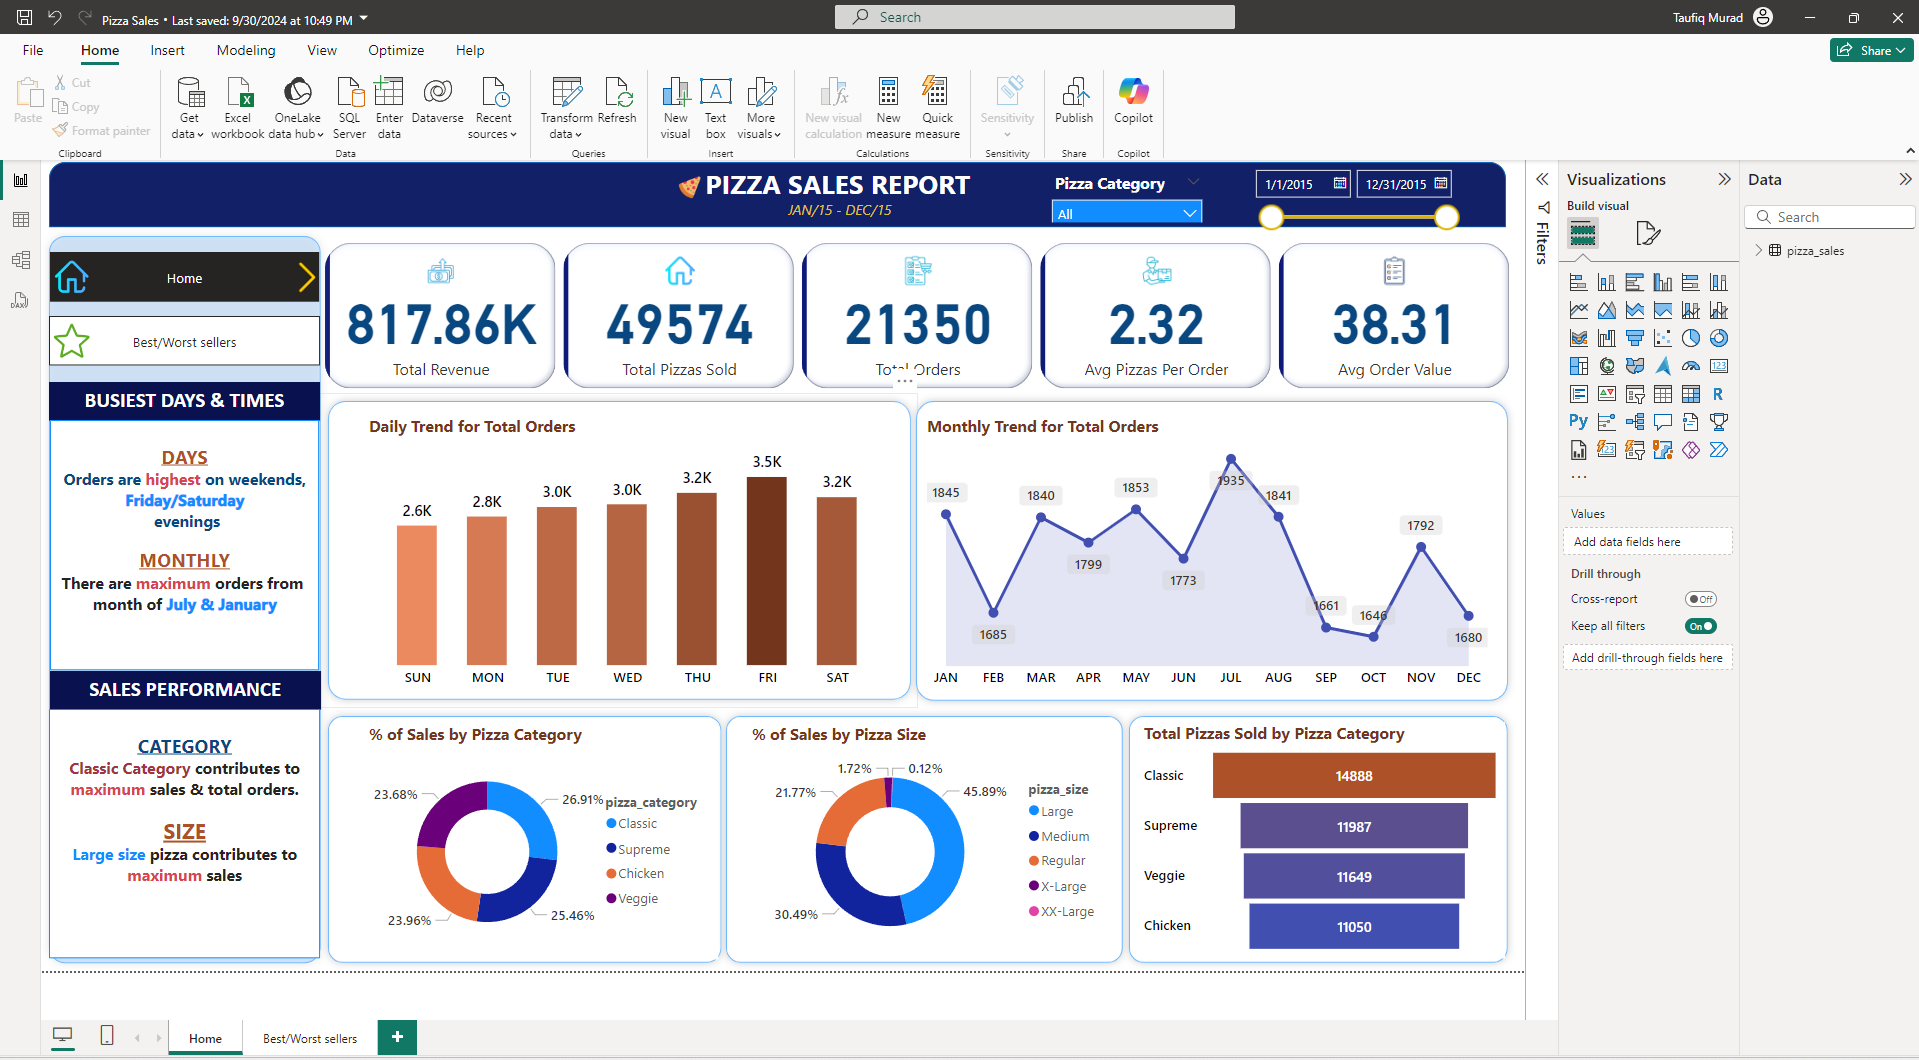 Pizza Sales • Last saved: 9/30/2024 at 10:49 PM
Search
Taufiq Murad
File
Home
Insert
Modeling
View
Optimize
Help
Share
Paste
Cut
Copy
Format painter
Clipboard
Get data
Excel workbook
OneLake data hub
SQL Server
Enter data
Dataverse
Recent sources
Data
Transform data
Refresh
Queries
New visual
Text box
More visuals
Insert
New visual calculation
New measure
Quick measure
Calculations
Sensitivity
Sensitivity
Publish
Share
Copilot
Copilot
PIZZA SALES REPORT
JAN/15 - DEC/15
Pizza Category
All
1/1/2015
12/31/2015
Home
Best/Worst sellers
BUSIEST DAYS & TIMES
DAYS
Orders are highest on weekends,
Friday/Saturday
evenings
MONTHLY
There are maximum orders from
month of July & January
SALES PERFORMANCE
CATEGORY
Classic Category contributes to
maximum sales & total orders.
SIZE
Large size pizza contributes to
maximum sales
817.86K
Total Revenue
49574
Total Pizzas Sold
21350
Total Orders
2.32
Avg Pizzas Per Order
38.31
Avg Order Value
Daily Trend for Total Orders
2.6K
2.8K
3.0K
3.0K
3.2K
3.5K
3.2K
SUN
MON
TUE
WED
THU
FRI
SAT
Monthly Trend for Total Orders
1845
1685
1840
1799
1853
1773
1935
1841
1661
1646
1792
1680
JAN
FEB
MAR
APR
MAY
JUN
JUL
AUG
SEP
OCT
NOV
DEC
% of Sales by Pizza Category
23.68%
26.91%
23.96%
25.46%
pizza_category
Classic
Supreme
Chicken
Veggie
% of Sales by Pizza Size
1.72%
0.12%
21.77%
45.89%
30.49%
pizza_size
Large
Medium
Regular
X-Large
XX-Large
Total Pizzas Sold by Pizza Category
Classic 14888
Supreme 11987
Veggie 11649
Chicken 11050
Filters
Visualizations
Build visual
123
R
Py
123
Values
Add data fields here
Drill through
Cross-report
Off
Keep all filters
On
Add drill-through fields here
Data
Search
pizza_sales
Home
Best/Worst sellers